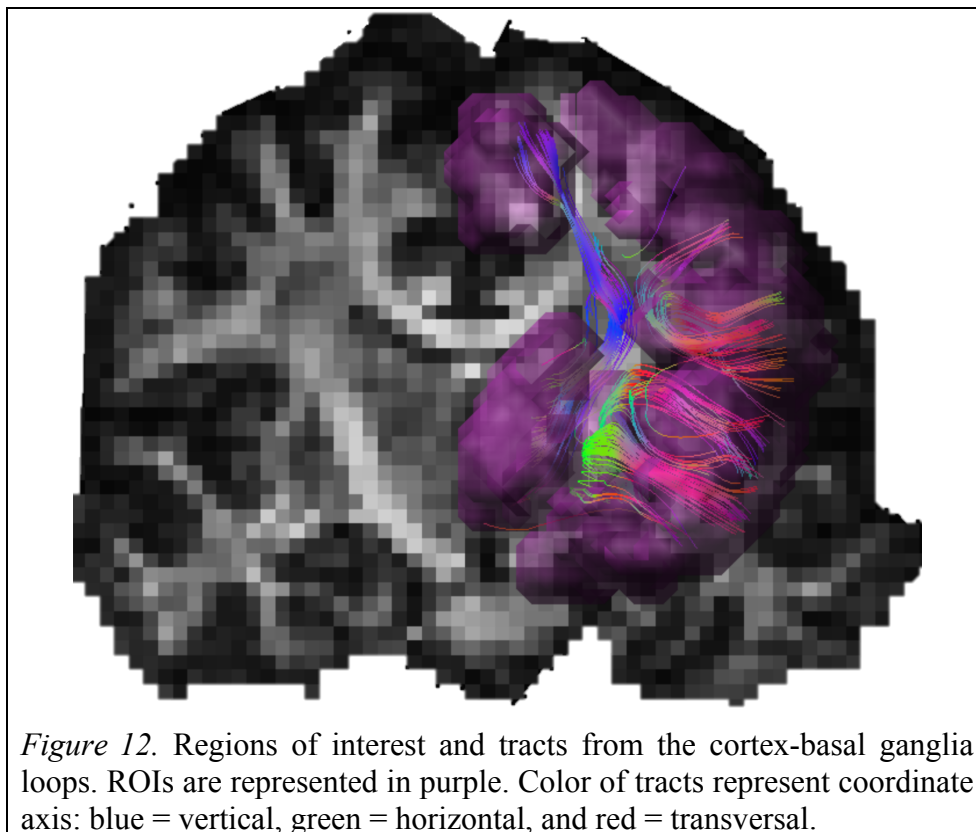 Figure 12. Regions of interest and tracts from the cortex-basal ganglia
loops. ROIs are represented in purple. Color of tracts represent coordinate
axis: blue = vertical, green = horizontal, and red = transversal.